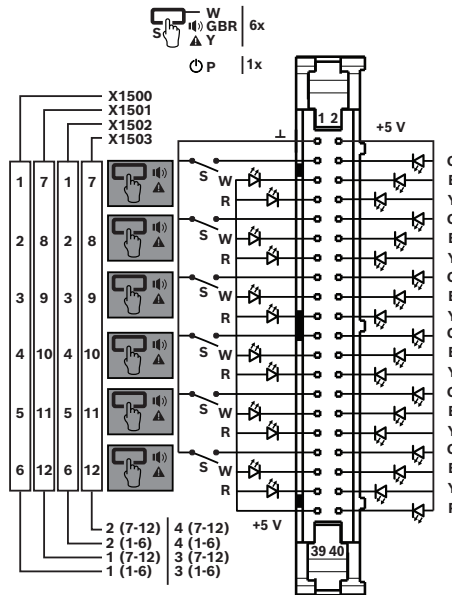 W
S GBR 6x
Y
P 1x
X1500
X1501
X1502
X1503
1 2
+5 V
⊥
1 7 1 7
S
W
R
Y
2 8 2 8
S
W
R
Y
3 9 3 9
S
W
R
Y
4 10 4 10
S
W
R
Y
5 11 5 11
S
W
R
Y
6 12 6 12
S
W
R
Y
+5 V
2 (7-12) 4 (7-12)
2 (1-6) 4 (1-6)
1 (7-12) 3 (7-12)
1 (1-6) 3 (1-6)
39 40